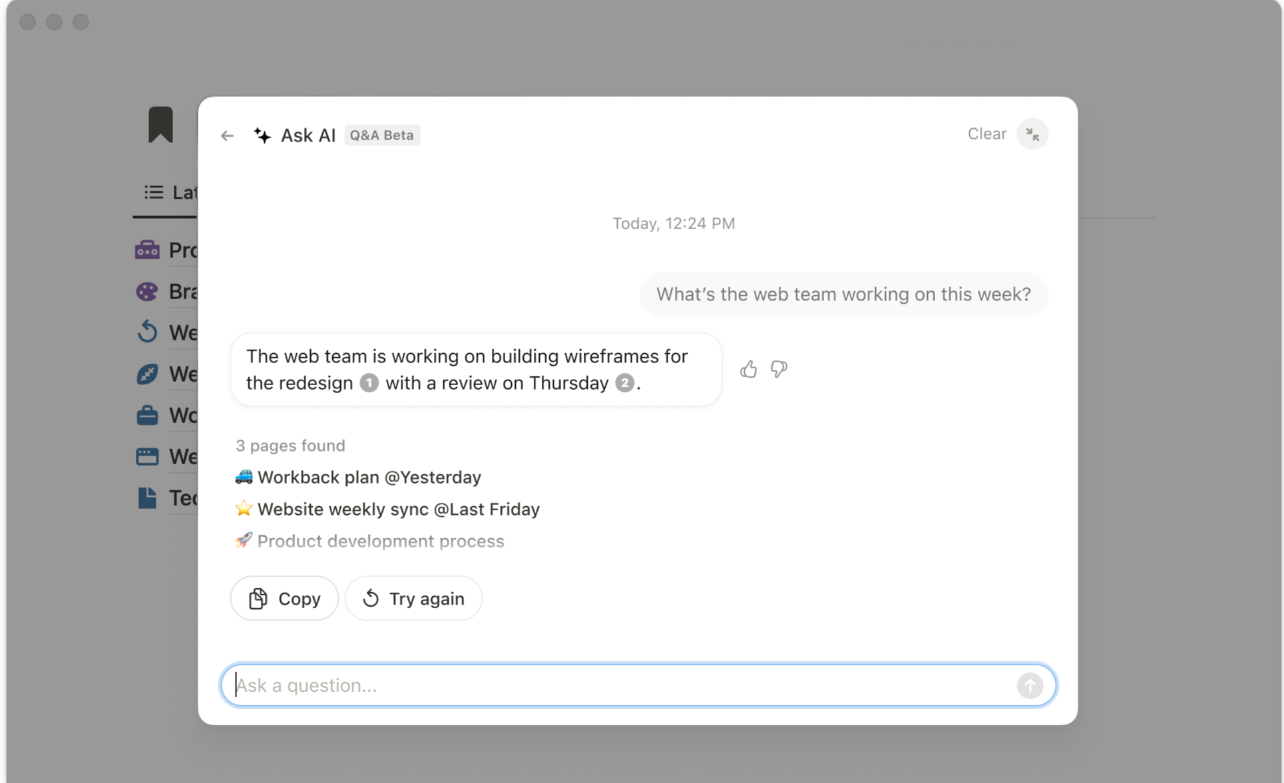 Ask AI Q&A Beta
Clear
Today, 12:24 PM
What's the web team working on this week?
The web team is working on building wireframes for
the redesign 1 with a review on Thursday 2.
3 pages found
Workback plan @Yesterday
Website weekly sync @Last Friday
Product development process
Copy
Try again
Ask a question...
Lat
Pro
Bra
We
We
Wo
We
Tec